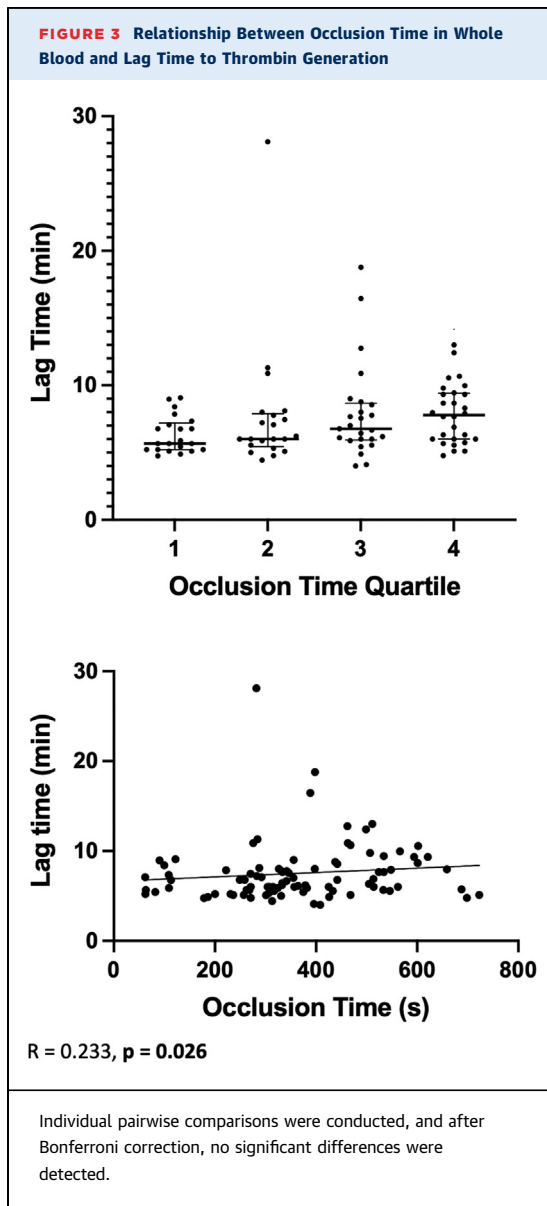 FIGURE 3 Relationship Between Occlusion Time in Whole
Blood and Lag Time to Thrombin Generation
30
20
10
0
Lag Time (min)
1 2 3 4
Occlusion Time Quartile
30
20
10
0
Lag time (min)
0 200 400 600 800
Occlusion Time (s)
R = 0.233, p = 0.026
Individual pairwise comparisons were conducted, and after
Bonferroni correction, no significant differences were
detected.